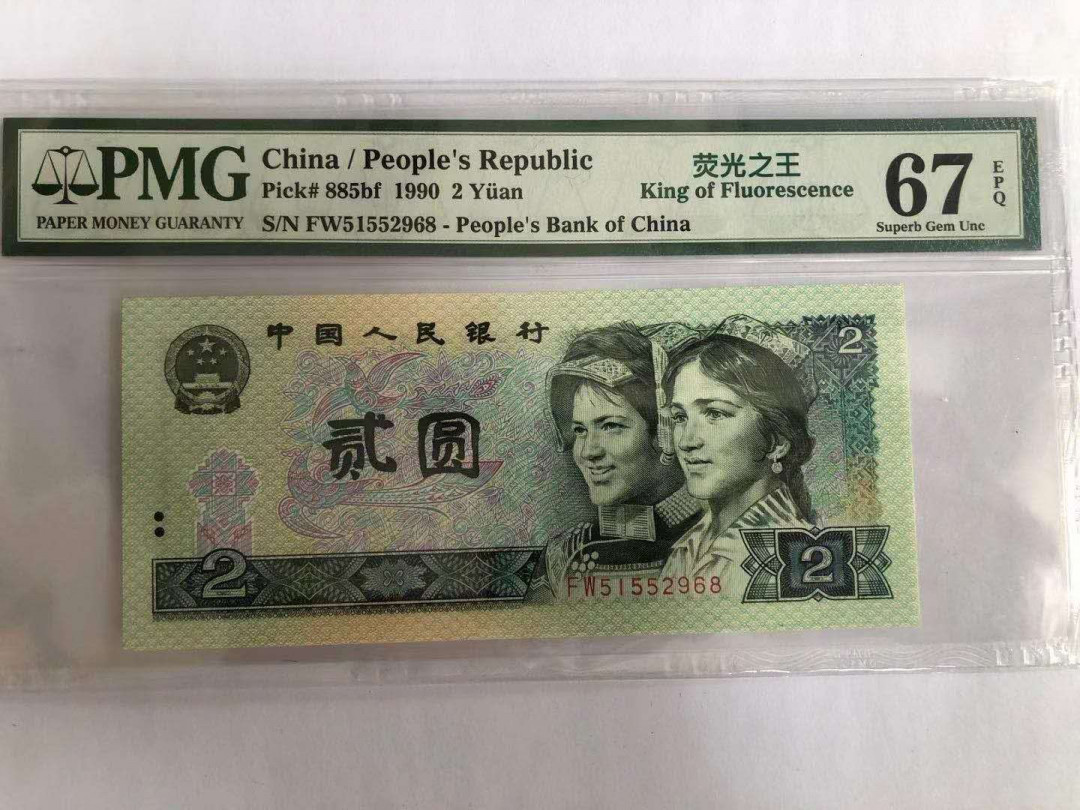 PMG
PAPER MONEY GUARANTY
China / People's Republic
Pick# 885bf 1990 2 Yüan
S/N FW51552968 - People's Bank of China
荧光之王
King of Fluorescence
67
EPQ
Superb Gem Unc
中国人民银行
2
贰圆
2
2
FW51552968